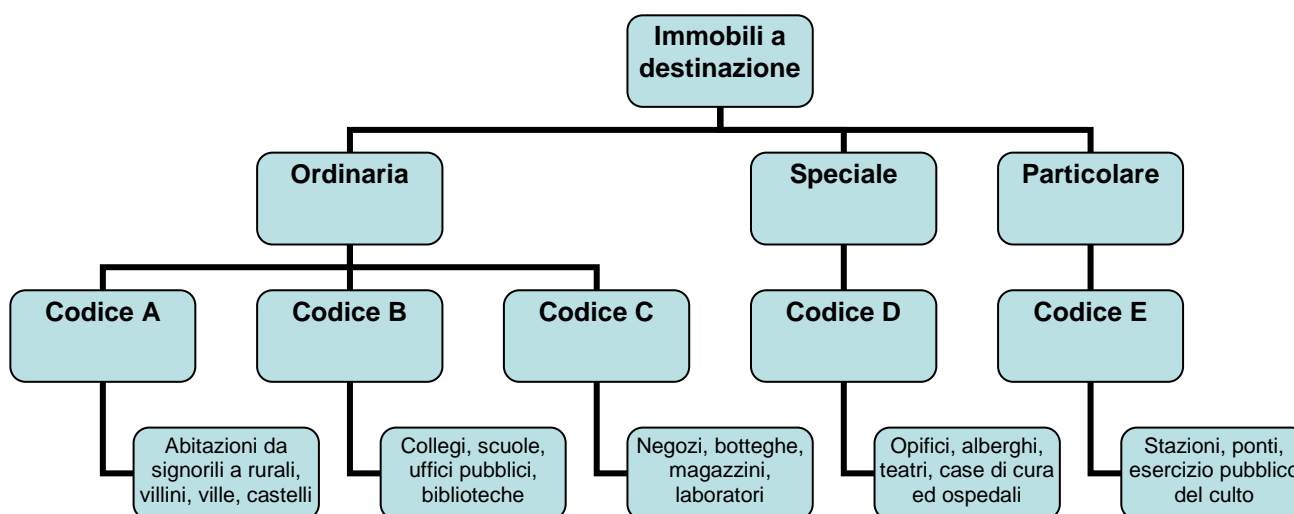 Immobili a
destinazione
Ordinaria
Speciale
Particolare
Codice A
Codice B
Codice C
Codice D
Codice E
Abitazioni da
signorili a rurali,
villini, ville, castelli
Collegi, scuole,
uffici pubblici,
biblioteche
Negozi, botteghe,
magazzini,
laboratori
Opifici, alberghi,
teatri, case di cura
ed ospedali
Stazioni, ponti,
esercizio pubblico
del culto